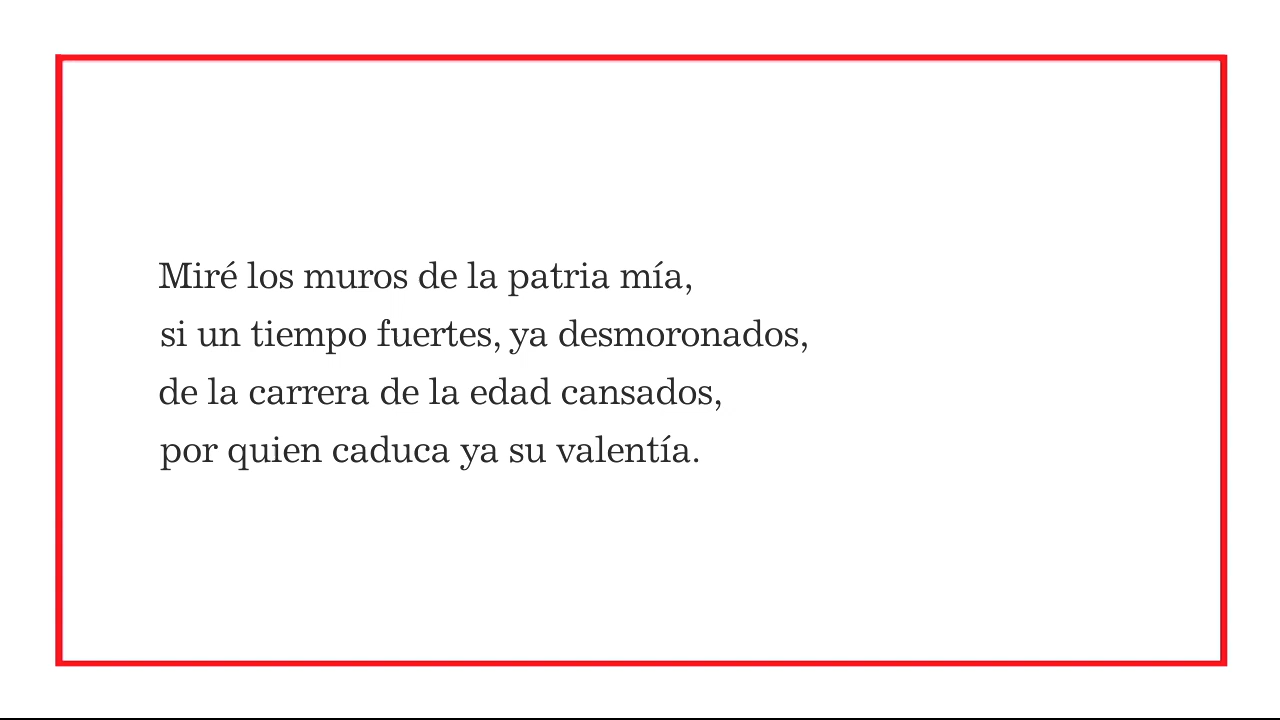 Miré los muros de la patria mía,
si un tiempo fuertes, ya desmoronados,
de la carrera de la edad cansados,
por quien caduca ya su valentía.